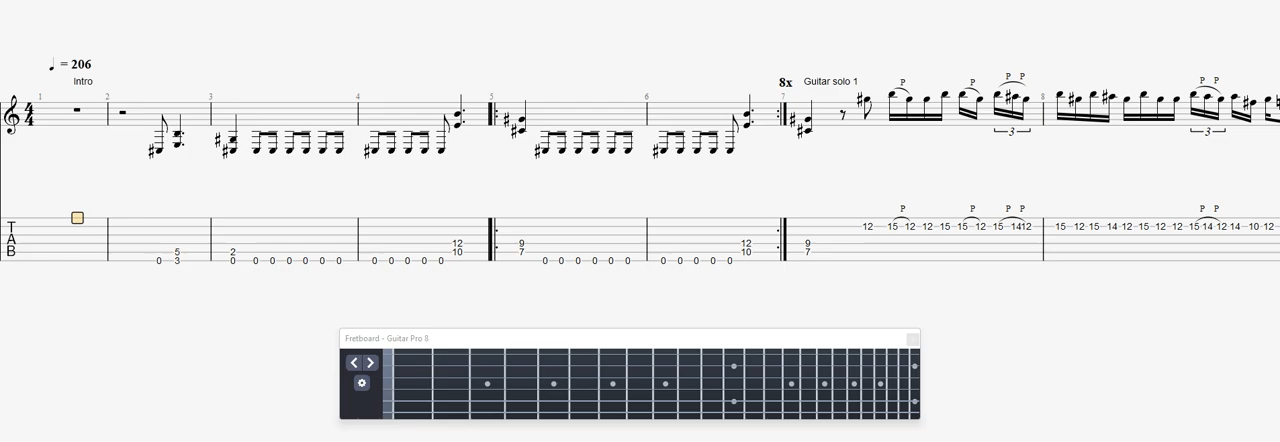 ♩ = 206
Intro
8x Guitar solo 1
1 2 3 4 5 6 7 8
4
4
P P P P P P
3 3
P P P P P P
T 12 15 12 12 15 15 12 15 14 12 15 12 15 14 12 15 12 12 15 14 12 14 10 12
A 12 9 12 9
B 5 2 10 7 10 7
0 3 0 0 0 0 0 0 0 0 0 0 0 0 0 0 0 0 0 0 0 0 0 0
Fretboard - Guitar Pro 8